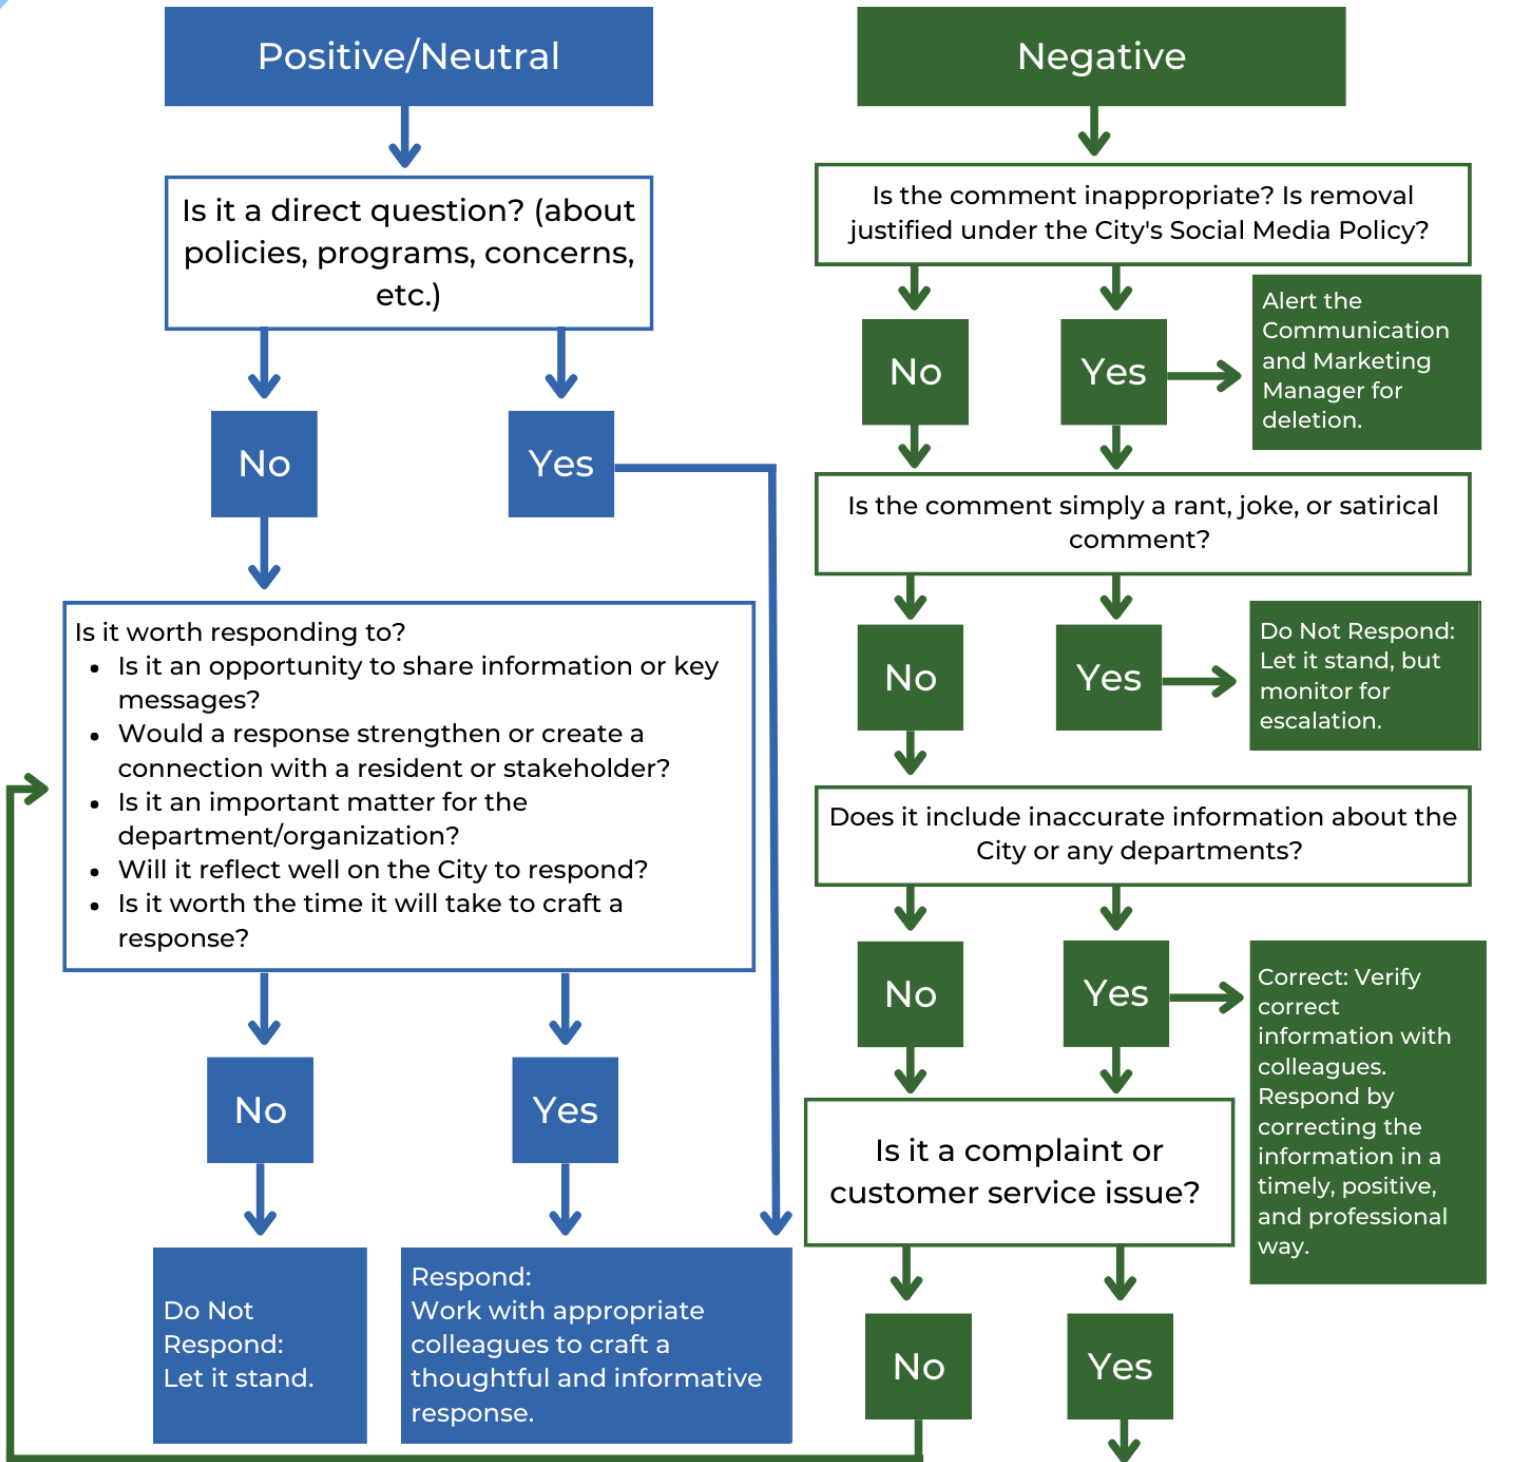 Positive/Neutral
Is it a direct question? (about
policies, programs, concerns,
etc.)
No
Yes
Is it worth responding to?
• Is it an opportunity to share information or key
messages?
• Would a response strengthen or create a
connection with a resident or stakeholder?
• Is it an important matter for the
department/organization?
• Will it reflect well on the City to respond?
• Is it worth the time it will take to craft a
response?
No
Yes
Do Not
Respond:
Let it stand.
Respond:
Work with appropriate
colleagues to craft a
thoughtful and informative
response.
Negative
Is the comment inappropriate? Is removal
justified under the City's Social Media Policy?
No
Yes
Alert the
Communication
and Marketing
Manager for
deletion.
Is the comment simply a rant, joke, or satirical
comment?
No
Yes
Do Not Respond:
Let it stand, but
monitor for
escalation.
Does it include inaccurate information about the
City or any departments?
No
Yes
Correct: Verify
correct
information with
colleagues.
Respond by
correcting the
information in a
timely, positive,
and professional
way.
Is it a complaint or
customer service issue?
No
Yes